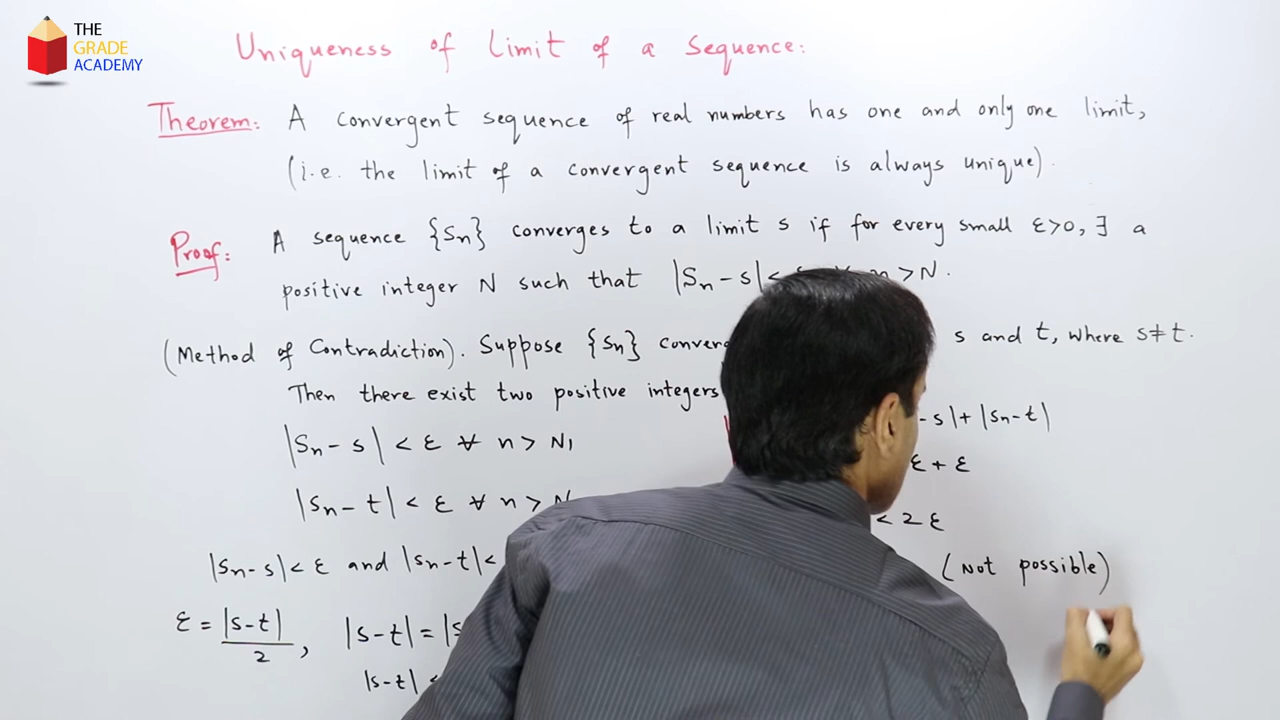 THE
GRADE
ACADEMY
Uniqueness of Limit of a Sequence:
Theorem: A convergent sequence of real numbers has one and only one limit,
(i.e. the limit of a convergent sequence is always unique).
Proof: A sequence {Sn} converges to a limit s if for every small ε>0, ∃ a
positive integer N such that |Sn-s|< n >N.
(Method of Contradiction). Suppose {Sn} s and t, where s≠t.
Then there exist two positive integers
|Sn-s| < ε ∀ n > N1
-s|+|Sn-t|
ε + ε
|Sn-t| < ε ∀ n >
< 2ε
|Sn-s|< ε and |Sn-t|<
(Not possible)
ε = |s-t|/2, |s-t| = |s
|s-t| <